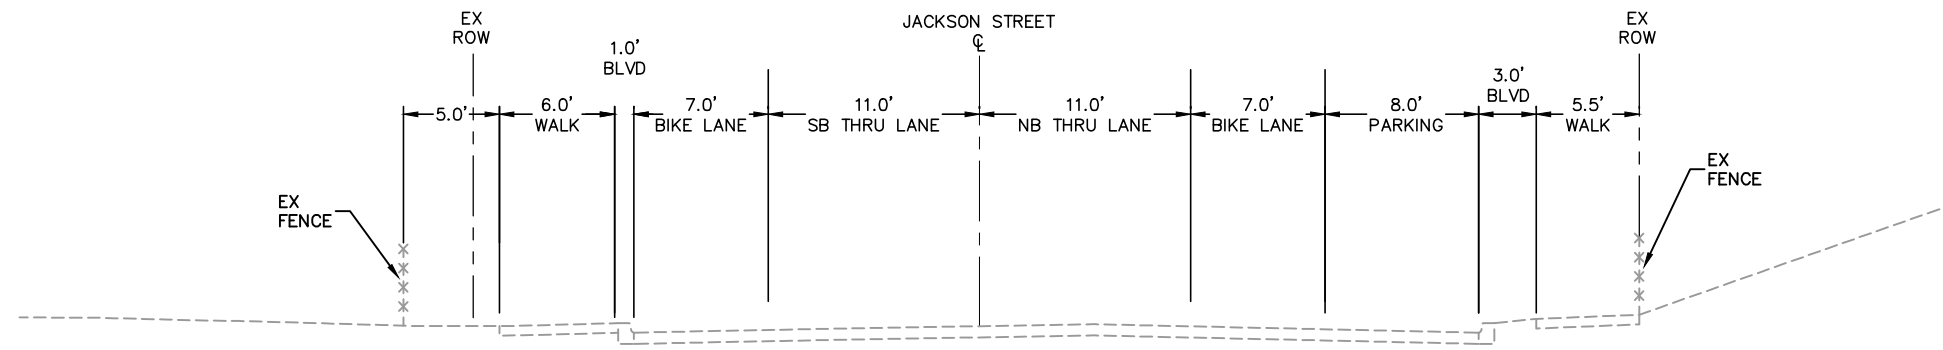 EX
ROW
JACKSON STREET
℄
EX
ROW
1.0'
BLVD
3.0'
BLVD
5.0'
6.0'
WALK
7.0'
BIKE LANE
11.0'
SB THRU LANE
11.0'
NB THRU LANE
7.0'
BIKE LANE
8.0'
PARKING
5.5'
WALK
EX
FENCE
EX
FENCE